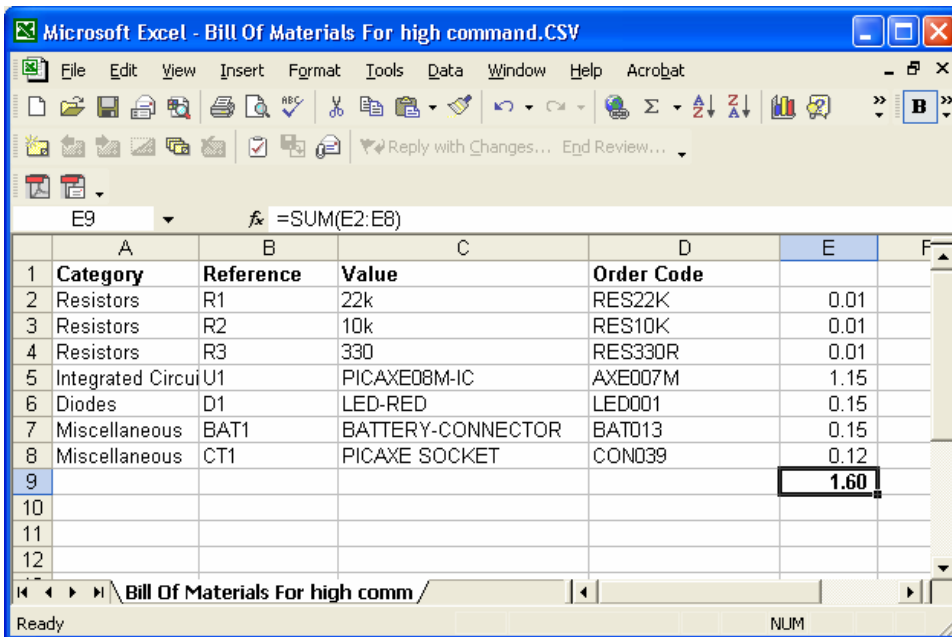 Microsoft Excel - Bill Of Materials For high command.CSV
File Edit View Insert Format Tools Data Window Help Acrobat
ABC Σ A Z Z A ? » B »
Reply with Changes... End Review...
E9 fx =SUM(E2:E8)
A B C D E F
1 Category Reference Value Order Code
2 Resistors R1 22k RES22K 0.01
3 Resistors R2 10k RES10K 0.01
4 Resistors R3 330 RES330R 0.01
5 Integrated Circui U1 PICAXE08M-IC AXE007M 1.15
6 Diodes D1 LED-RED LED001 0.15
7 Miscellaneous BAT1 BATTERY-CONNECTOR BAT013 0.15
8 Miscellaneous CT1 PICAXE SOCKET CON039 0.12
9 1.60
10
11
12
Bill Of Materials For high comm
Ready NUM